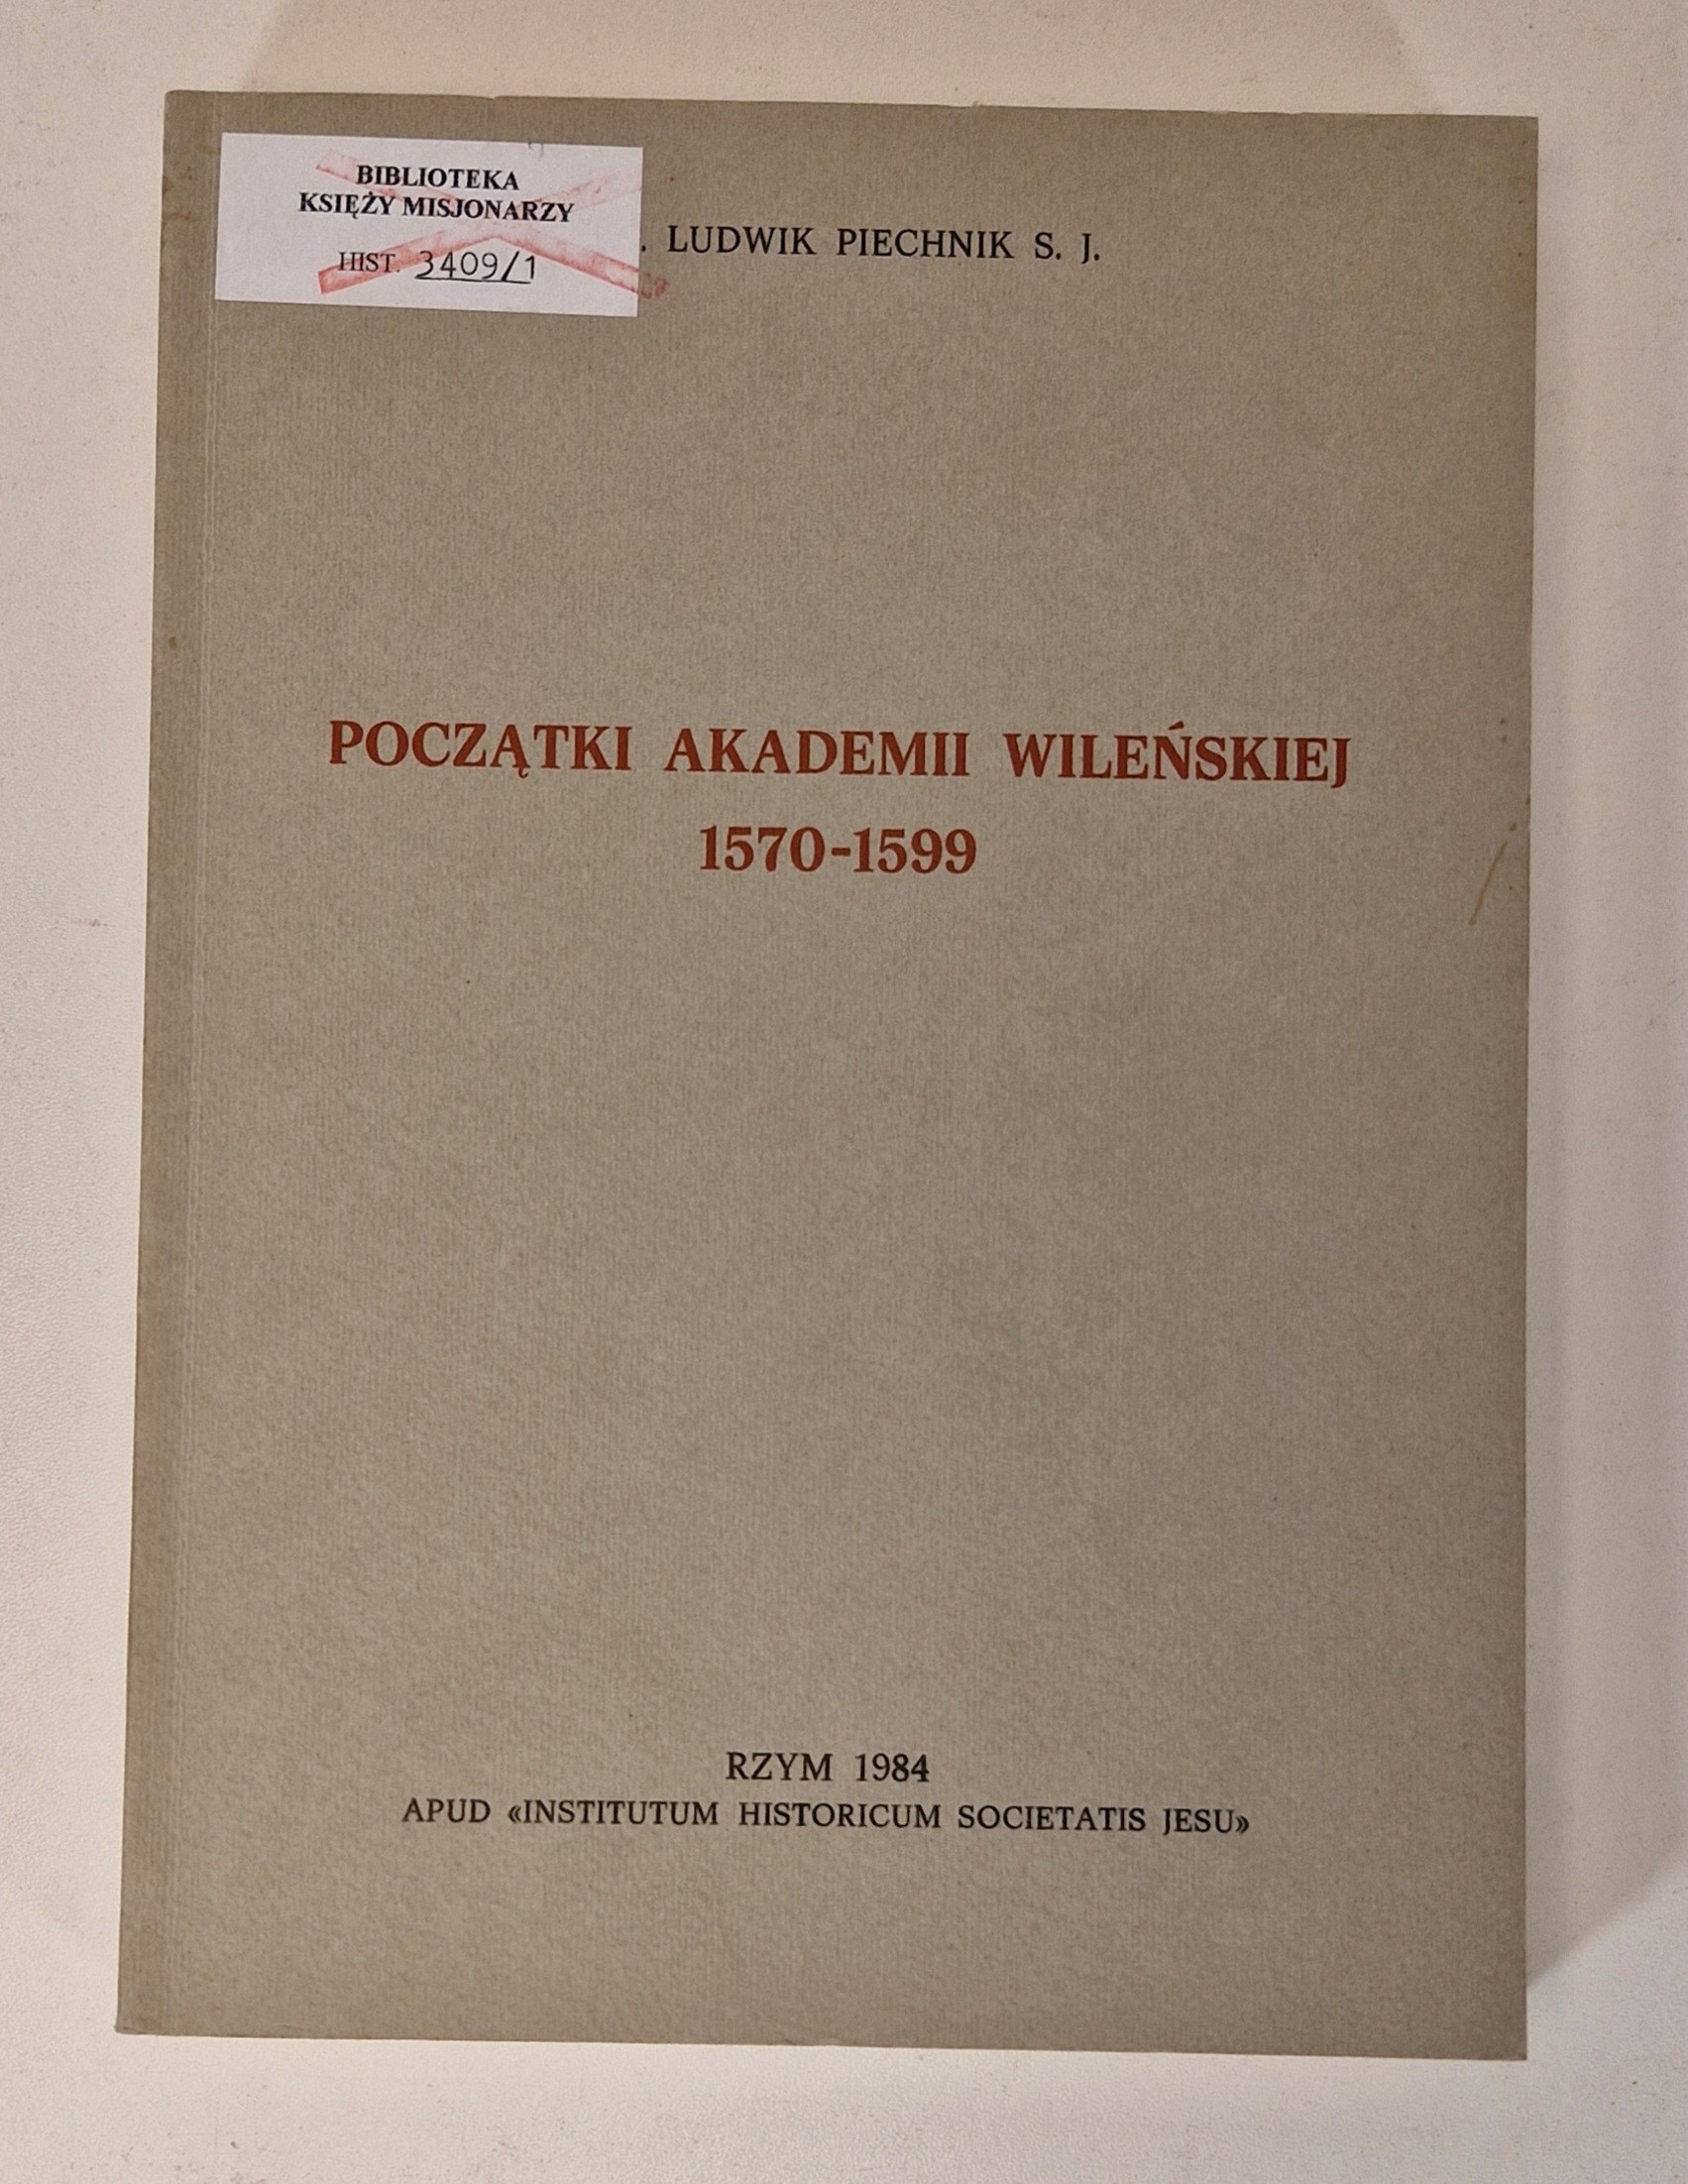 BIBLIOTEKA
KSIĘŻY MISJONARZY
HIST. 3409/1
. LUDWIK PIECHNIK S. J.
POCZĄTKI AKADEMII WILEŃSKIEJ
1570-1599
RZYM 1984
APUD «INSTITUTUM HISTORICUM SOCIETATIS JESU»